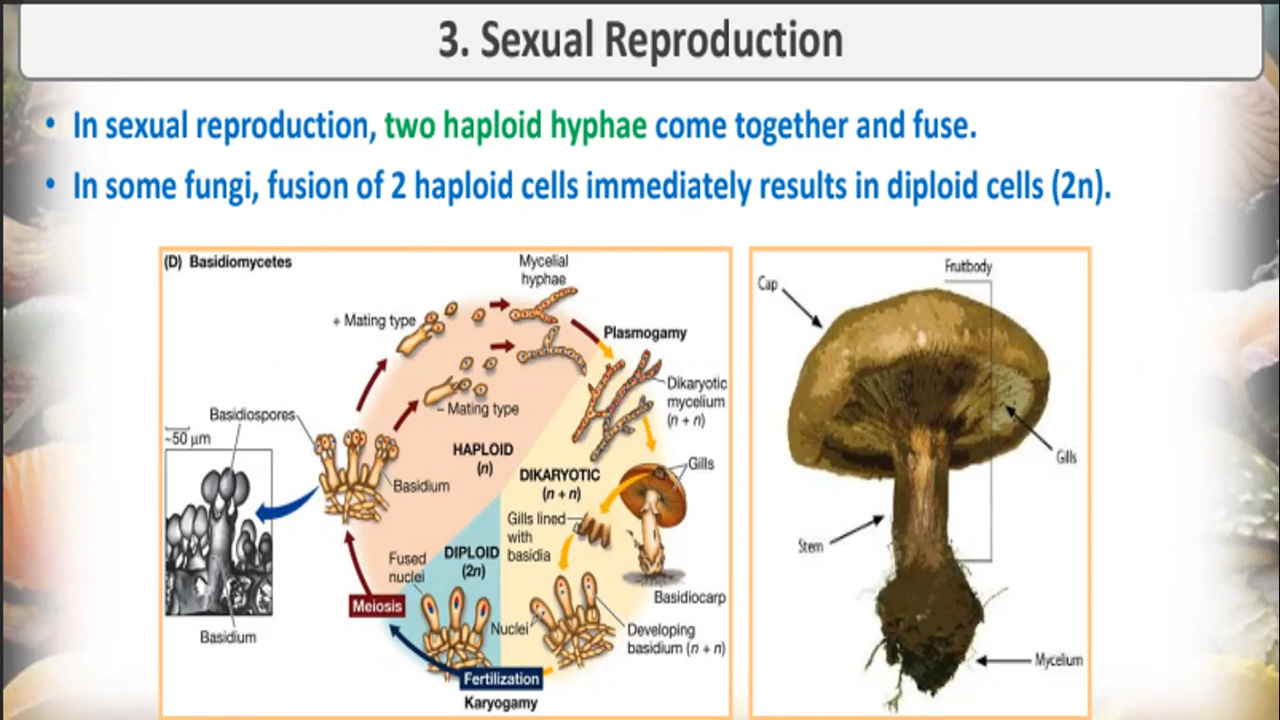 3. Sexual Reproduction
• In sexual reproduction, two haploid hyphae come together and fuse.
• In some fungi, fusion of 2 haploid cells immediately results in diploid cells (2n).
(D) Basidiomycetes
Mycelial
hyphae
+ Mating type
Plasmogamy
Dikaryotic
mycelium
(n + n)
– Mating type
Basidiospores
~50 μm
HAPLOID
(n)
Basidium
DIKARYOTIC
(n + n)
Gills
Gills lined
with
basidia
DIPLOID
(2n)
Fused
nuclei
Meiosis
Basidiocarp
Nuclei
Developing
basidium (n + n)
Basidium
Fertilization
Karyogamy
Fruitbody
Cap
Gills
Stem
Mycelium